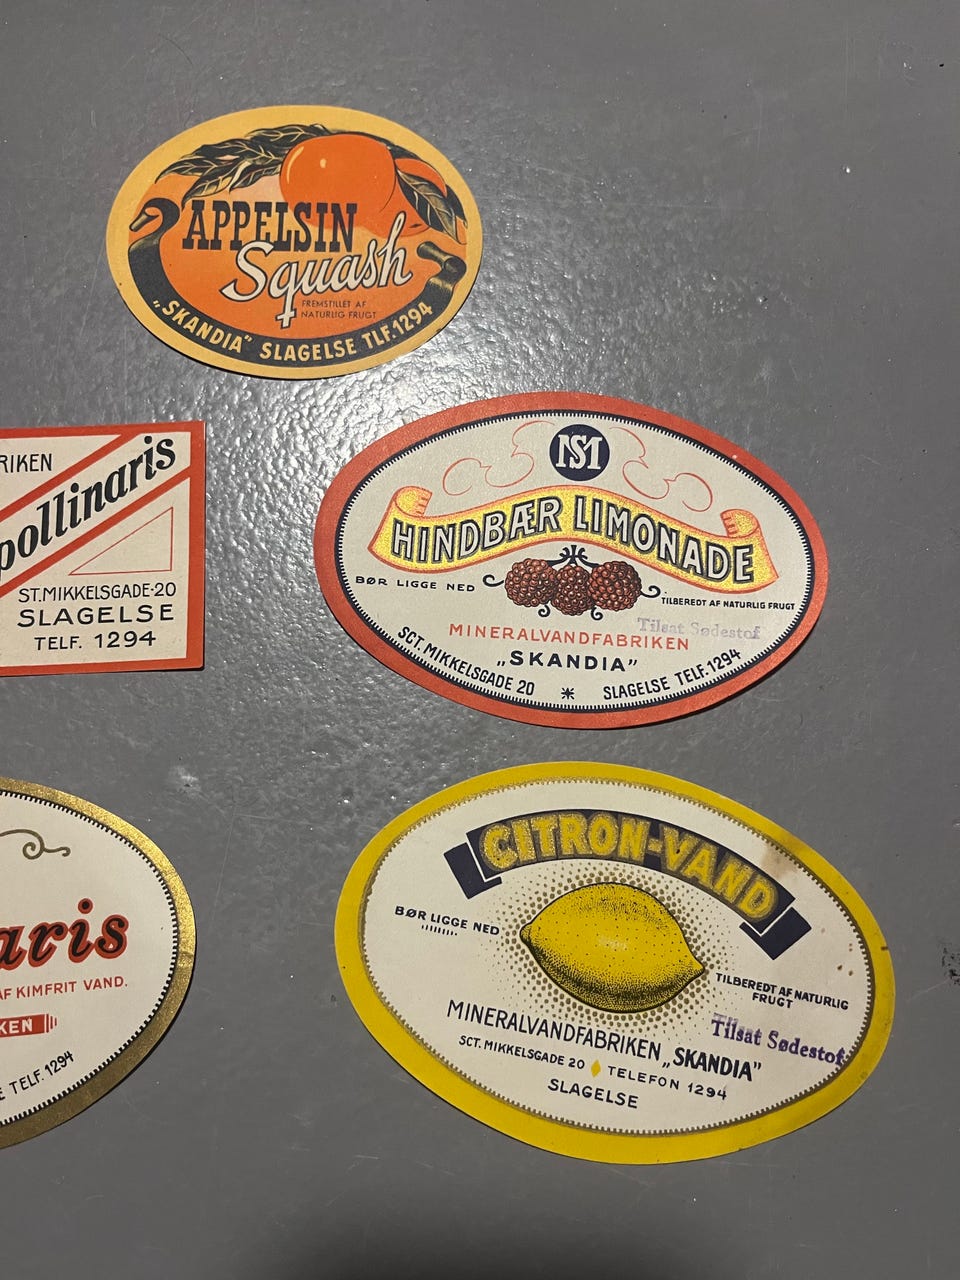 APPELSIN
Squash
FREMSTILLET AF
NATURLIG FRUGT
„SKANDIA” SLAGELSE TLF.1294
RIKEN
pollinaris
ST.MIKKELSGADE-20
SLAGELSE
TELF. 1294
MS
HINDBÆR LIMONADE
BØR LIGGE NED
TILBEREDT AF NATURLIG FRUGT
Tilsat Sødestof
MINERALVANDFABRIKEN
„SKANDIA”
SCT. MIKKELSGADE 20 * SLAGELSE TELF.1294
aris
AF KIMFRIT VAND.
KEN
E TELF. 1294
CITRON-VAND
BØR LIGGE NED
TILBEREDT AF NATURLIG
FRUGT
Tilsat Sødestof
MINERALVANDFABRIKEN „SKANDIA”
SCT. MIKKELSGADE 20 TELEFON 1294
SLAGELSE